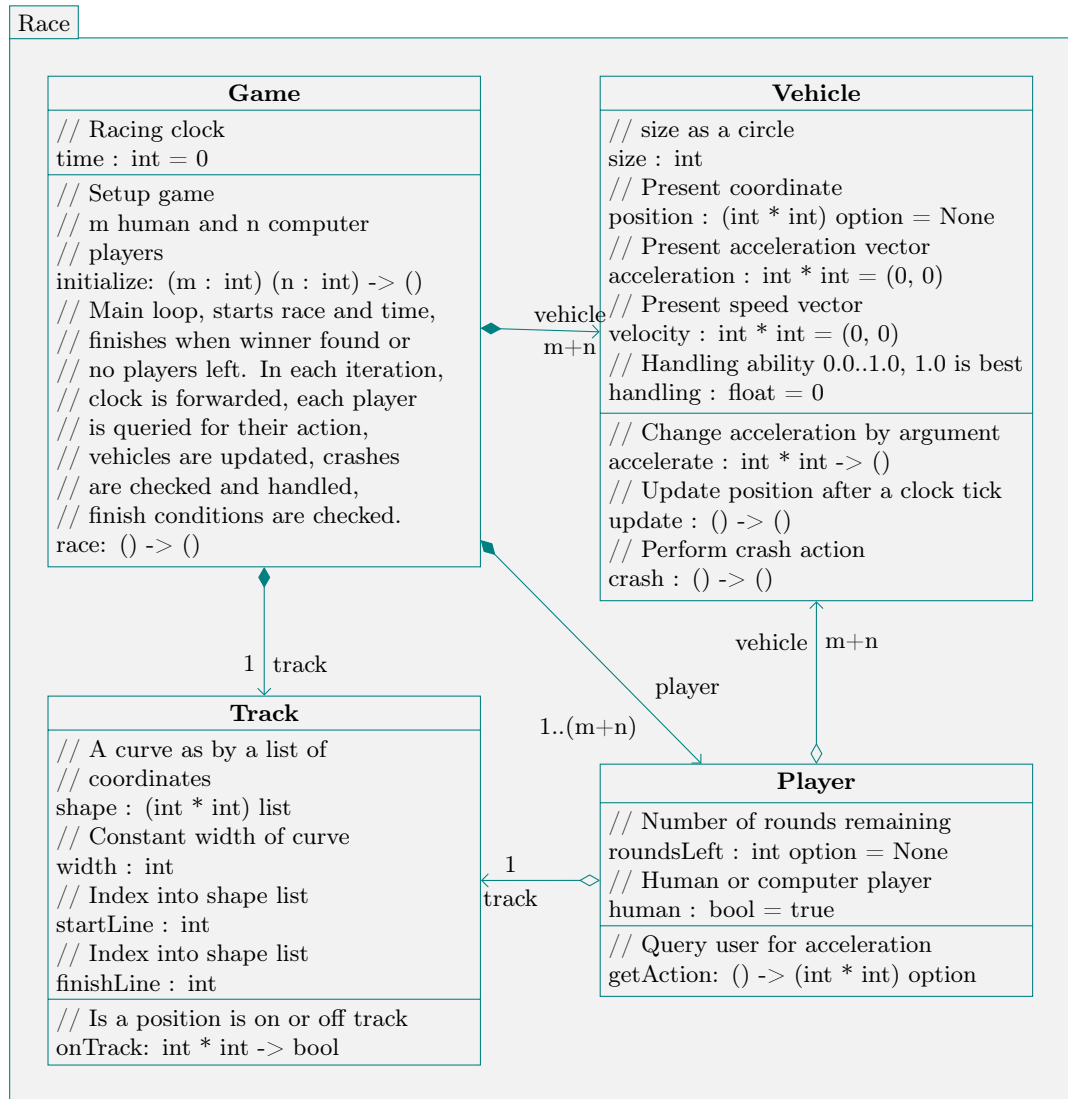 Race
Game
// Racing clock
time : int = 0
// Setup game
// m human and n computer
// players
initialize: (m : int) (n : int) -> ()
// Main loop, starts race and time,
// finishes when winner found or
// no players left. In each iteration,
// clock is forwarded, each player
// is queried for their action,
// vehicles are updated, crashes
// are checked and handled,
// finish conditions are checked.
race: () -> ()
vehicle
m+n
Vehicle
// size as a circle
size : int
// Present coordinate
position : (int * int) option = None
// Present acceleration vector
acceleration : int * int = (0, 0)
// Present speed vector
velocity : int * int = (0, 0)
// Handling ability 0.0..1.0, 1.0 is best
handling : float = 0
// Change acceleration by argument
accelerate : int * int -> ()
// Update position after a clock tick
update : () -> ()
// Perform crash action
crash : () -> ()
1 track
player
1..(m+n)
vehicle m+n
Track
// A curve as by a list of
// coordinates
shape : (int * int) list
// Constant width of curve
width : int
// Index into shape list
startLine : int
// Index into shape list
finishLine : int
// Is a position is on or off track
onTrack: int * int -> bool
1
track
Player
// Number of rounds remaining
roundsLeft : int option = None
// Human or computer player
human : bool = true
// Query user for acceleration
getAction: () -> (int * int) option